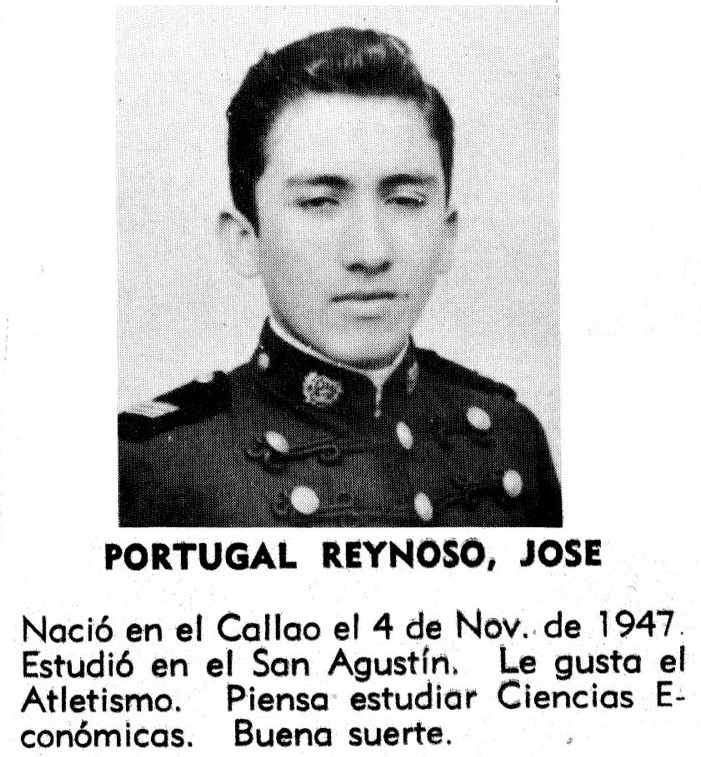 PORTUGAL REYNOSO, JOSE
Nació en el Callao el 4 de Nov. de 1947.
Estudió en el San Agustín. Le gusta el
Atletismo. Piensa estudiar Ciencias E-
conómicas. Buena suerte.